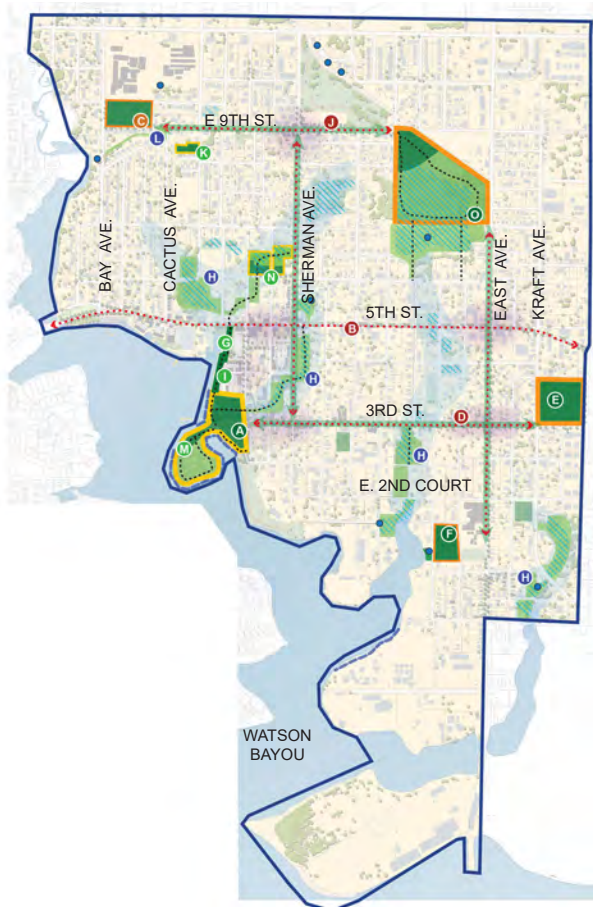 C
E 9TH ST.
J
L
K
O
BAY AVE.
CACTUS AVE.
SHERMAN AVE.
EAST AVE.
KRAFT AVE.
H
N
5TH ST.
B
G
I
H
E
A
3RD ST.
D
M
H
E. 2ND COURT
F
H
WATSON
BAYOU